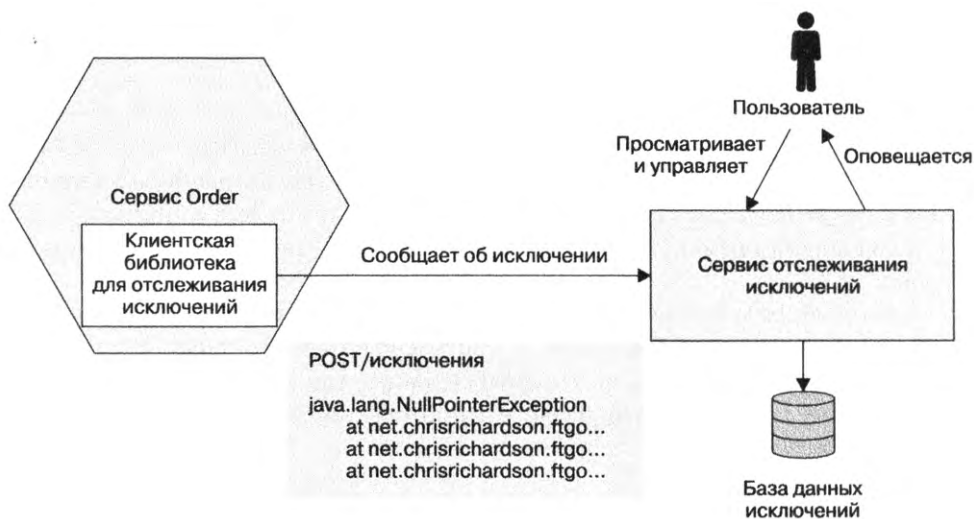 Пользователь
Просматривает
и управляет
Оповещается
Сервис Order
Клиентская
библиотека
для отслеживания
исключений
Сообщает об исключении
Сервис отслеживания
исключений
POST/исключения
java.lang.NullPointerException
at net.chrisrichardson.ftgo...
at net.chrisrichardson.ftgo...
at net.chrisrichardson.ftgo...
База данных
исключений